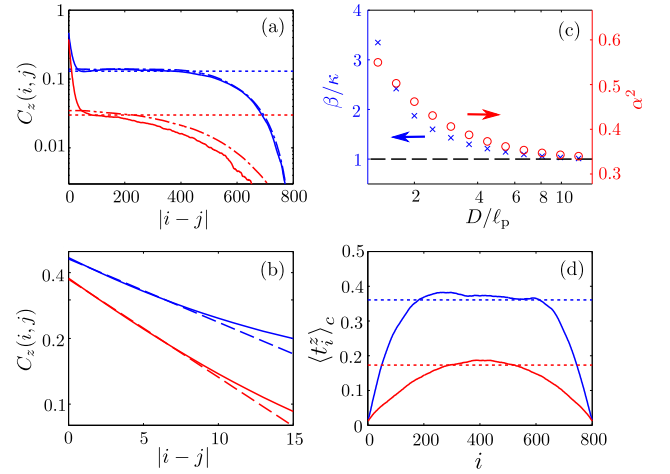 (a)
C_z(i,j)
1
0.1
0.01
0 200 400 600 800
|i − j|
(c)
β/κ
4
3
2
1
2 4 6 8 10
D/ℓ_p
0.6
0.5
0.4
0.3
α²
(b)
C_z(i,j)
0.4
0.2
0.1
0 5 10 15
|i − j|
(d)
⟨t_i^z⟩_c
0.5
0.4
0.3
0.2
0.1
0
0 200 400 600 800
i